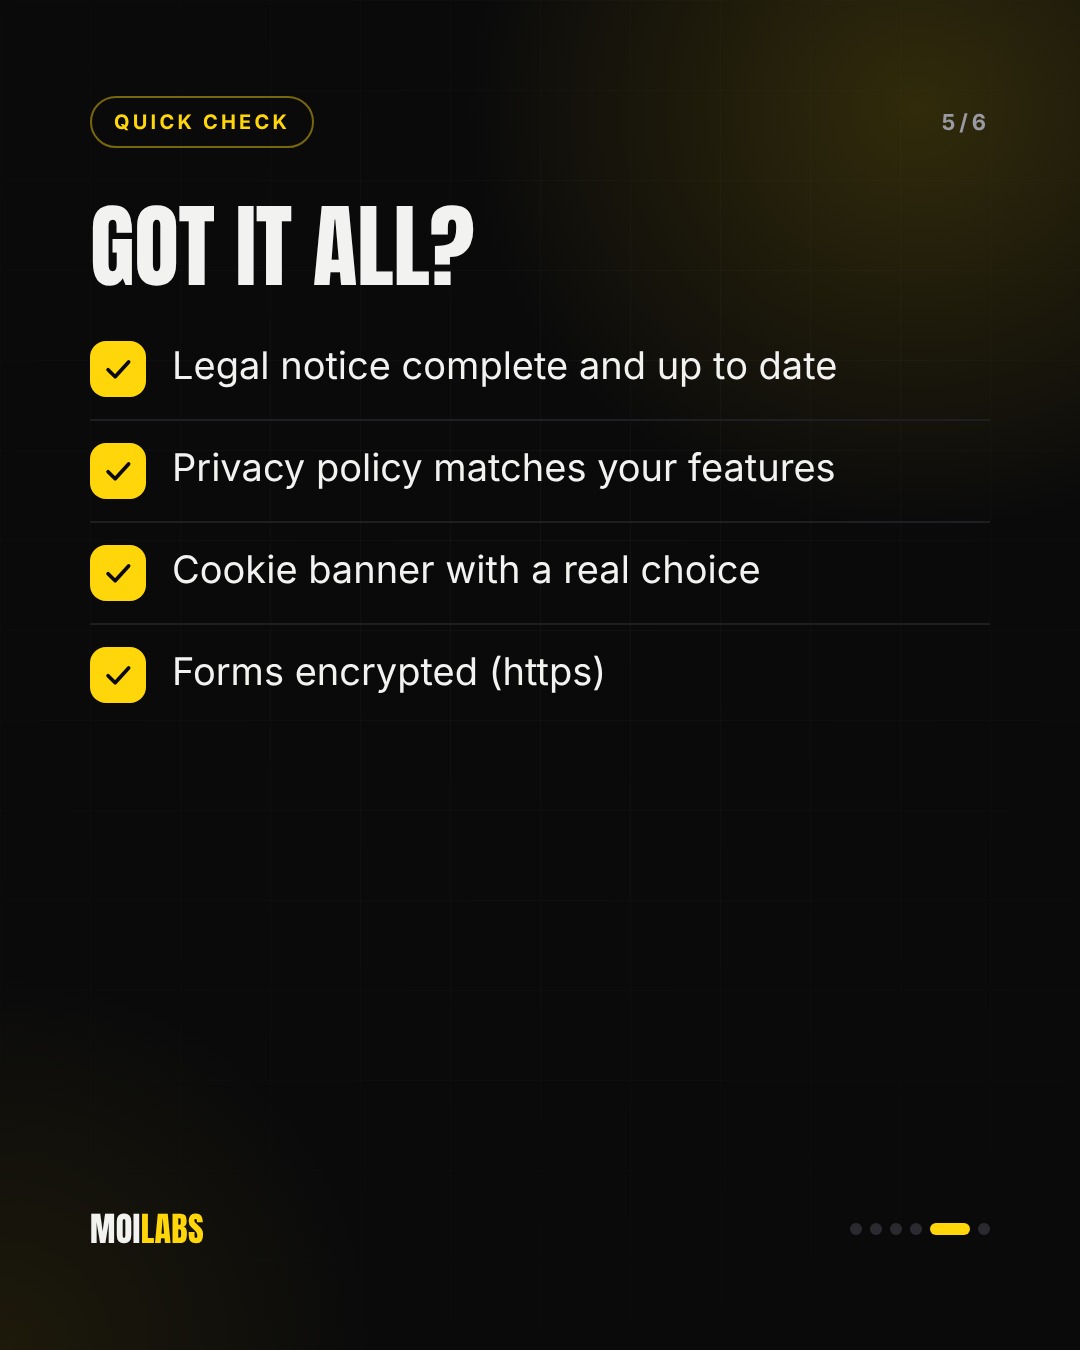 QUICK CHECK
5/6
GOT IT ALL?
Legal notice complete and up to date
Privacy policy matches your features
Cookie banner with a real choice
Forms encrypted (https)
MOILABS